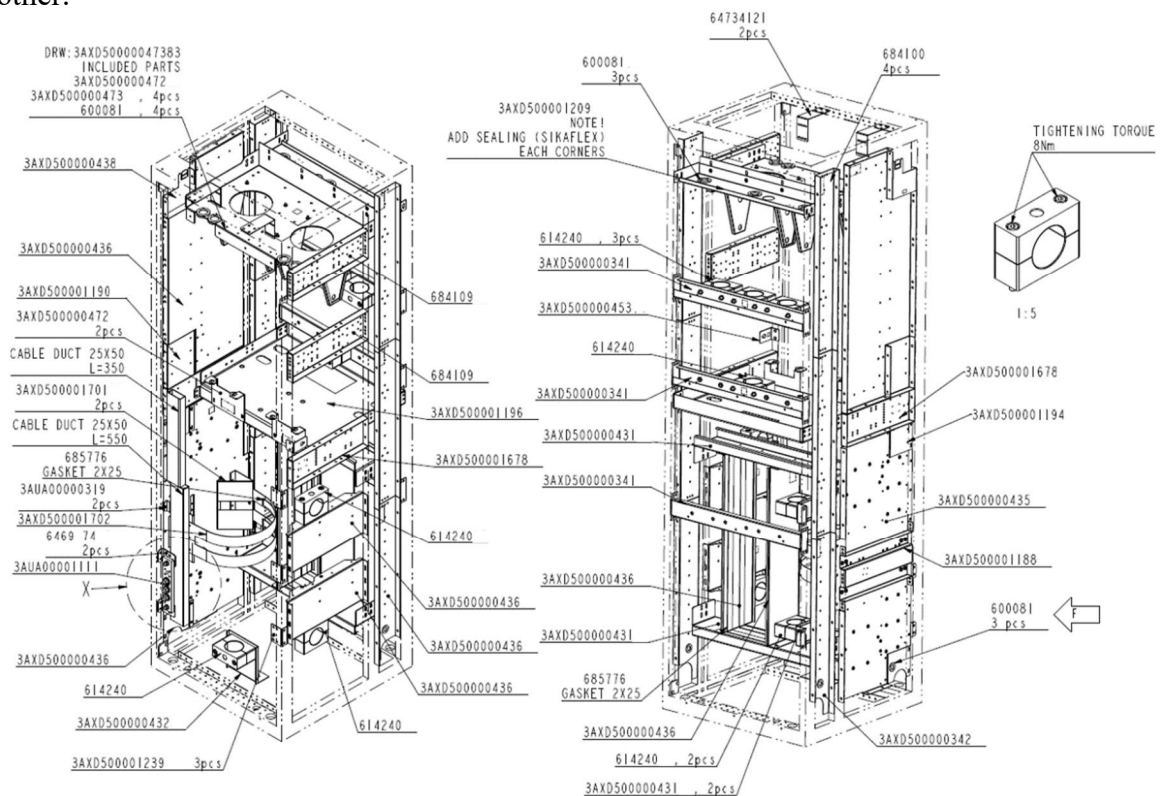 other.
DRW:3AXD50000047383
INCLUDED PARTS
3AXD500000472
3AXD500000473 , 4pcs
600081 , 4pcs
3AXD500000438
3AXD500000436
3AXD500001190
3AXD500000472
2pcs
CABLE DUCT 25X50
L=350
3AXD500001701
2pcs
CABLE DUCT 25X50
L=550
685776
GASKET 2X25
3AUA00000319
2pcs
3AXD500001702
6469 74
2pcs
3AUA00001111
X
3AXD500000436
614240
3AXD500000432
3AXD500001239 3pcs
684109
684109
3AXD500001196
3AXD500001678
614240
3AXD500000436
3AXD500000436
3AXD500000436
614240
64734121
2pcs
600081
3pcs
684100
4pcs
3AXD500001209
NOTE!
ADD SEALING (SIKAFLEX)
EACH CORNERS
614240 , 3pcs
3AXD500000341
3AXD500000453.
614240
3AXD500000341
3AXD500000431
3AXD500000341
3AXD500000436
3AXD500000431
685776
GASKET 2X25
3AXD500000436
614240 , 2pcs
3AXD500000431 , 2pcs
3AXD500001678
3AXD500001194
3AXD500000435
3AXD500001188
600081
3 pcs
F
3AXD500000342
TIGHTENING TORQUE
8Nm
1:5